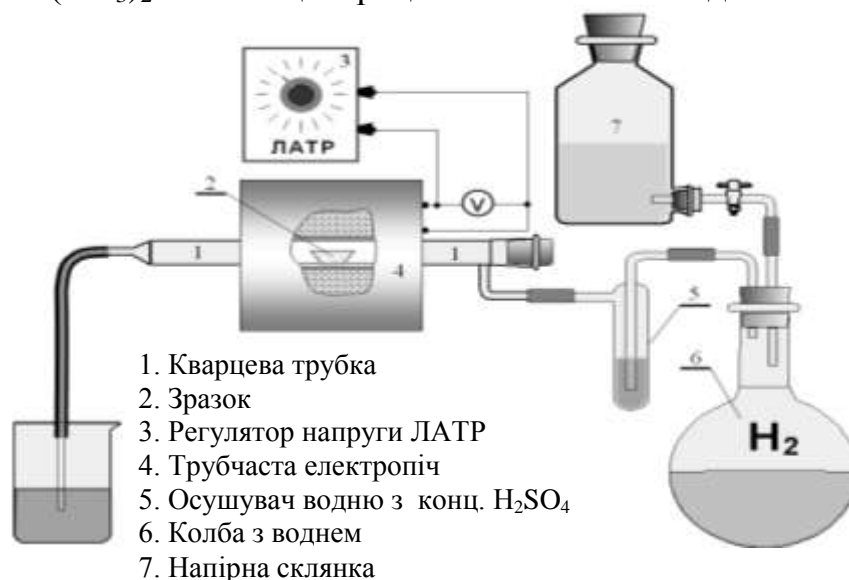 3
ЛАТР
7
2
V
1
4
1
5
6
H₂
1. Кварцева трубка
2. Зразок
3. Регулятор напруги ЛАТР
4. Трубчаста електропіч
5. Осушувач водню з конц. H₂SO₄
6. Колба з воднем
7. Напірна склянка